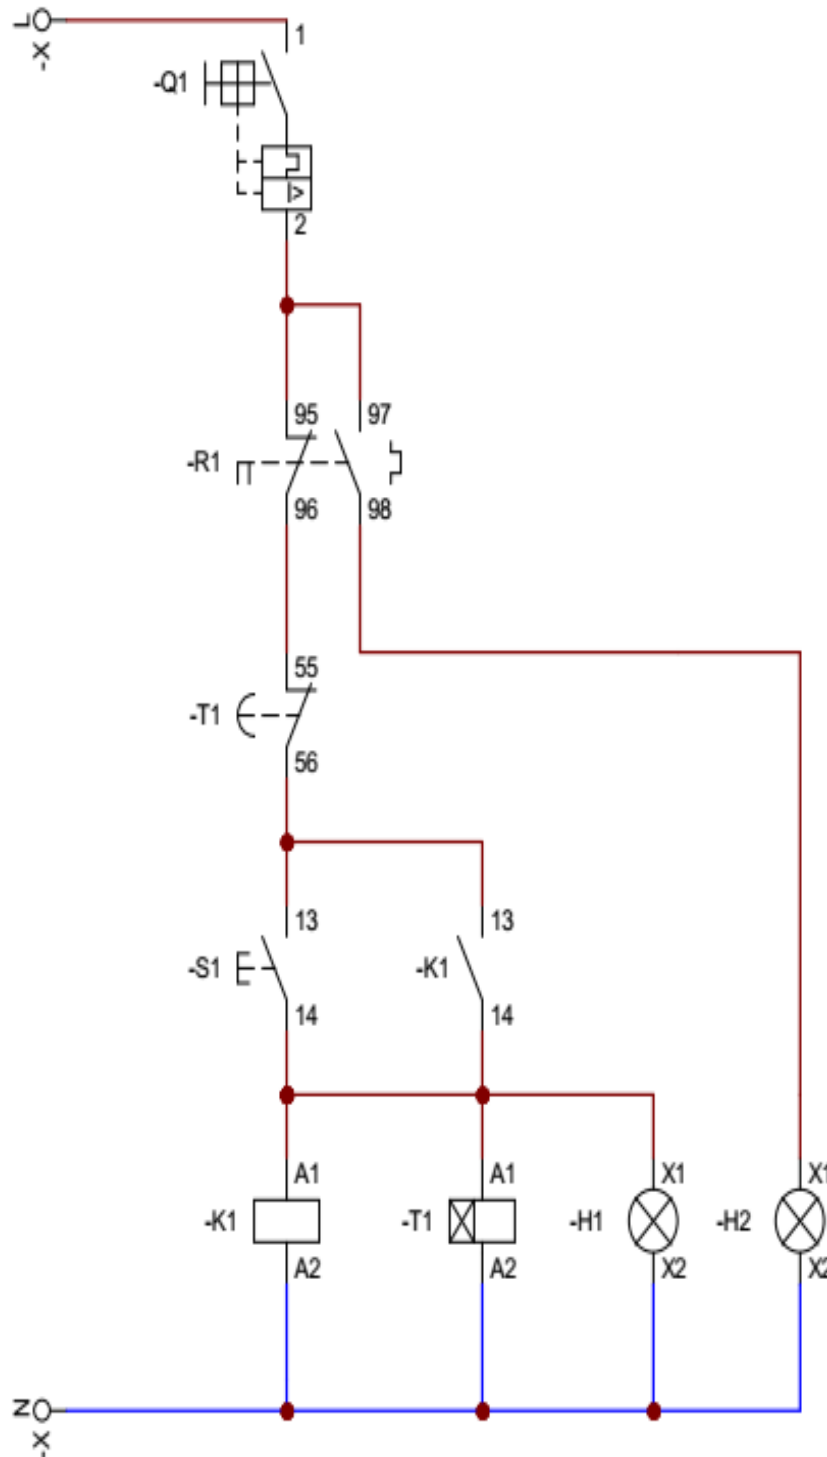 L
-X
1
-Q1
I>
2
95 97
-R1
96 98
55
-T1
56
13 13
-S1 -K1
14 14
A1 A1 X1 X1
-K1 -T1 -H1 -H2
A2 A2 X2 X2
N
-X